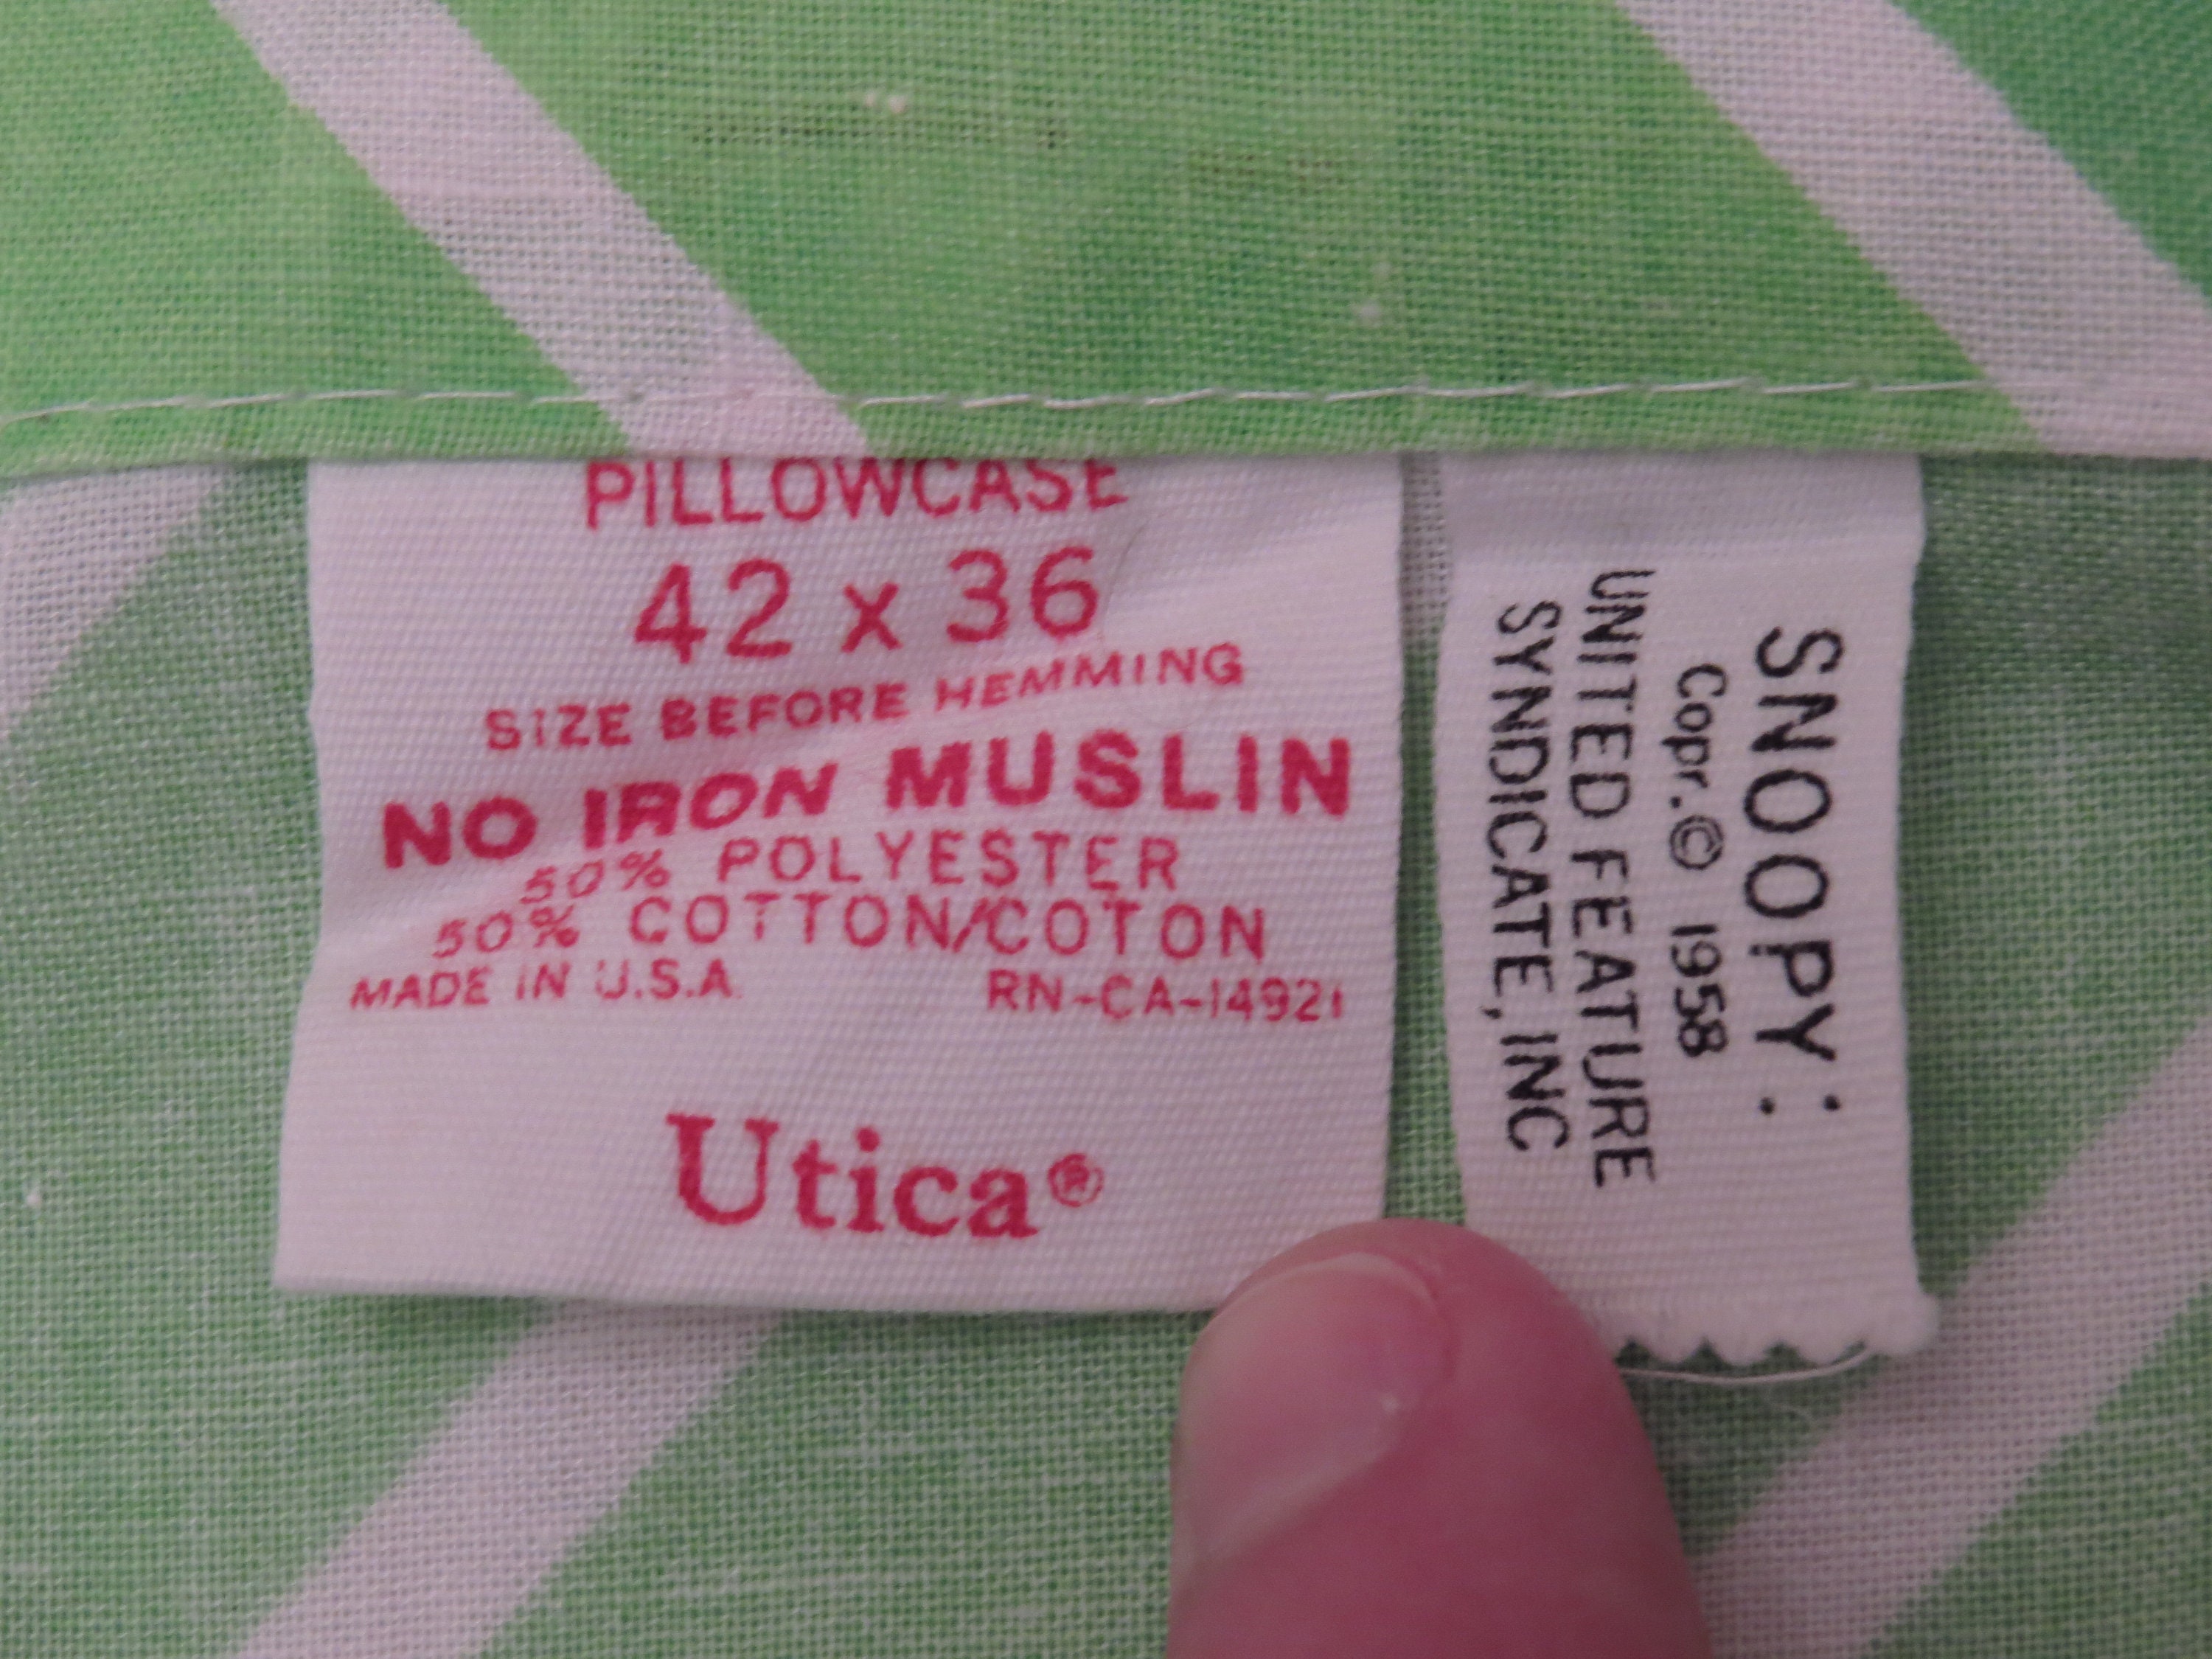 PILLOWCASE
42 x 36
SIZE BEFORE HEMMING
NO IRON MUSLIN
50% POLYESTER
50% COTTON/COTON
MADE IN U.S.A. RN-CA-14921
Utica®
SNOOPY:
Copr. © 1958
UNITED FEATURE
SYNDICATE, INC